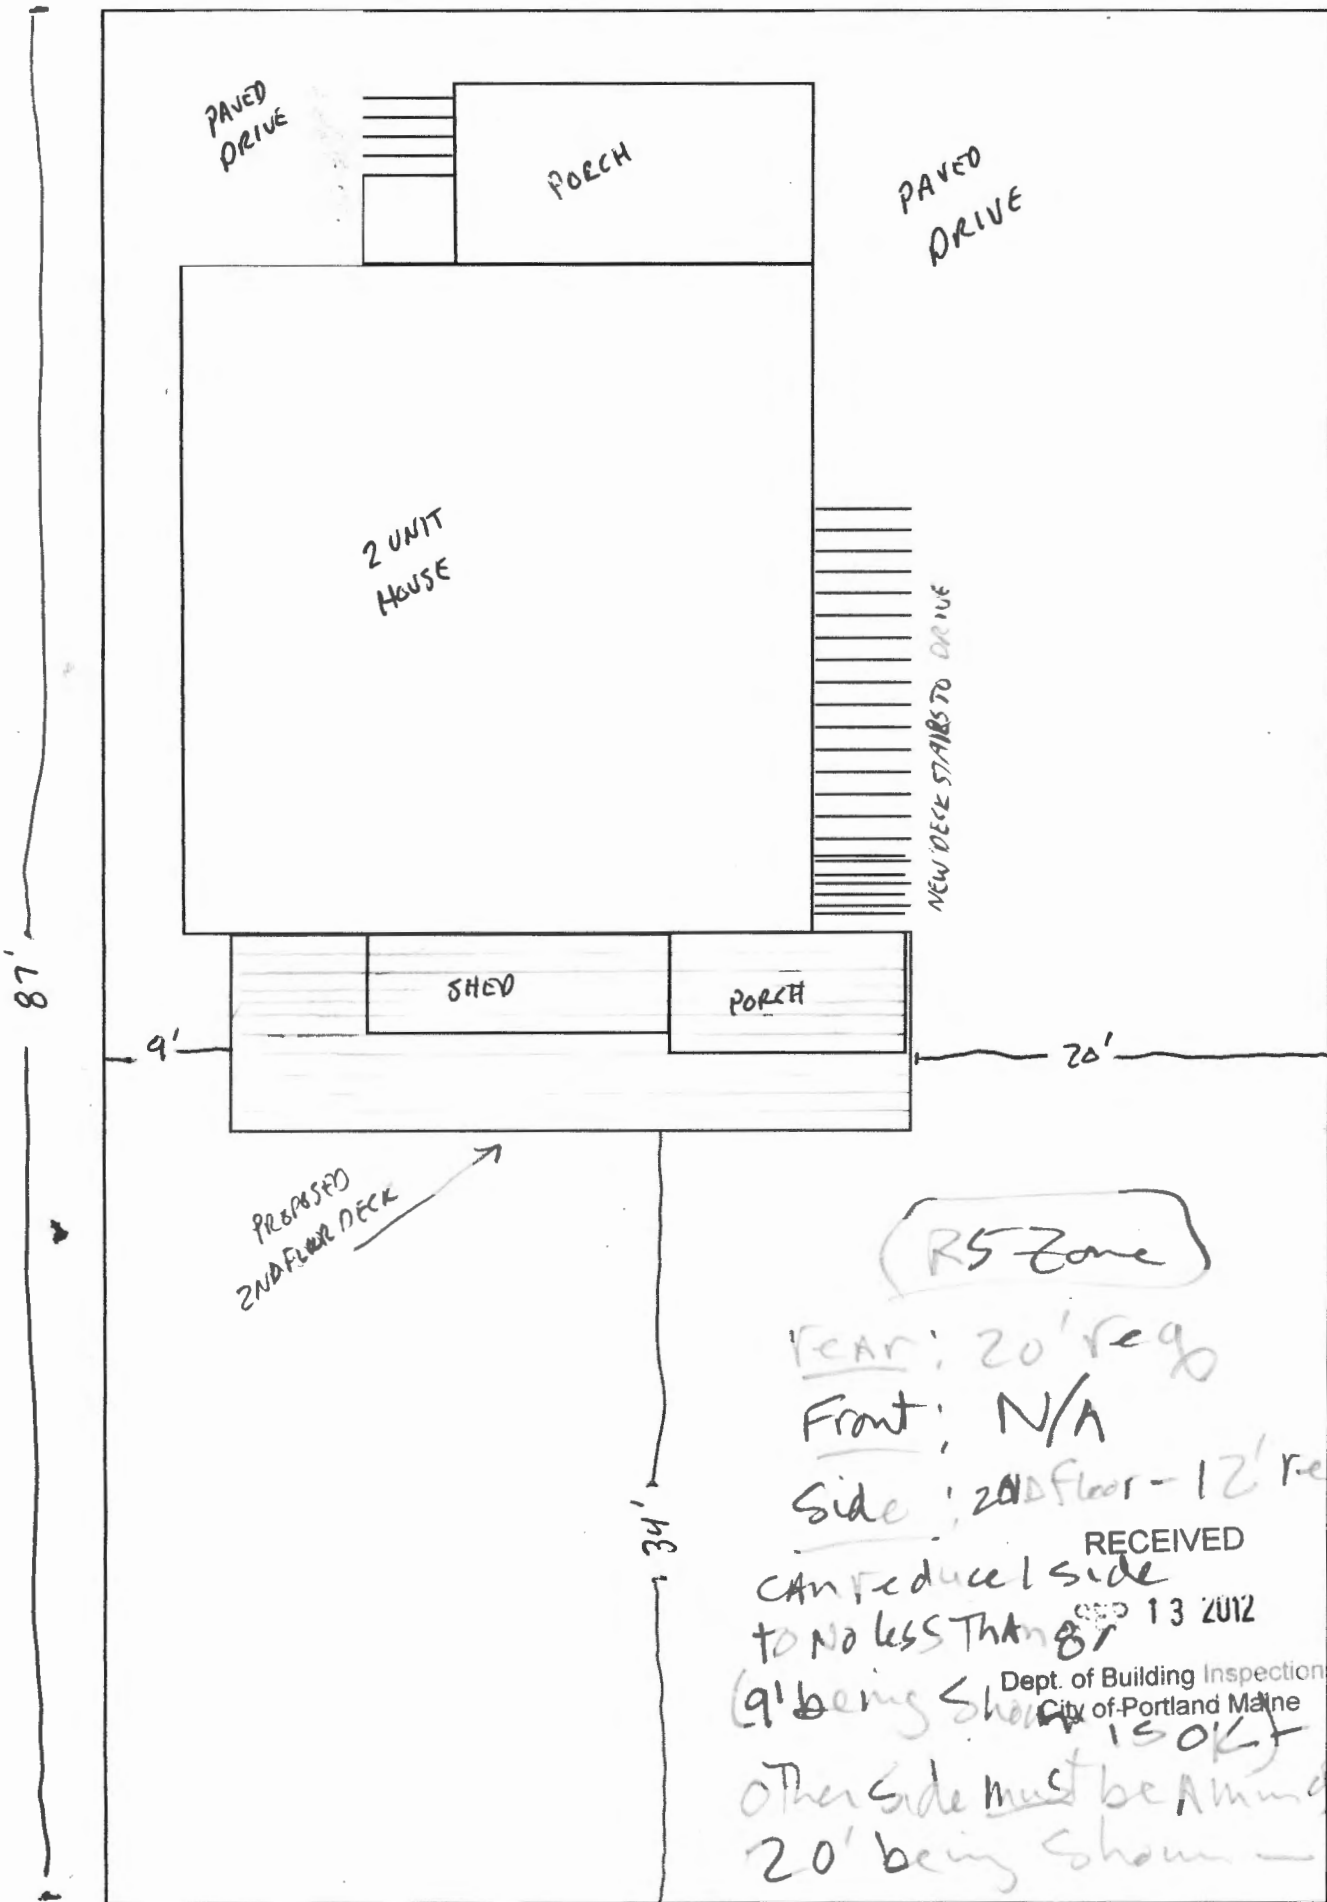 PAVED
DRIVE
PORCH
PAVED
DRIVE
2 UNIT
HOUSE
NEW DECK STAIRS TO DRIVE
87'
SHED
PORCH
9'
20'
PROPOSED
2ND FLOOR DECK
34'
R5 Zone
rear: 20' req
Front: N/A
Side: 2ND floor - 12' re
RECEIVED
CAn reduce 1 side
to No less ThAn 8'
13 2012
Dept. of Building Inspection
City of Portland Maine
(9' being Shown is OK)
other side must be A
20' being Shown